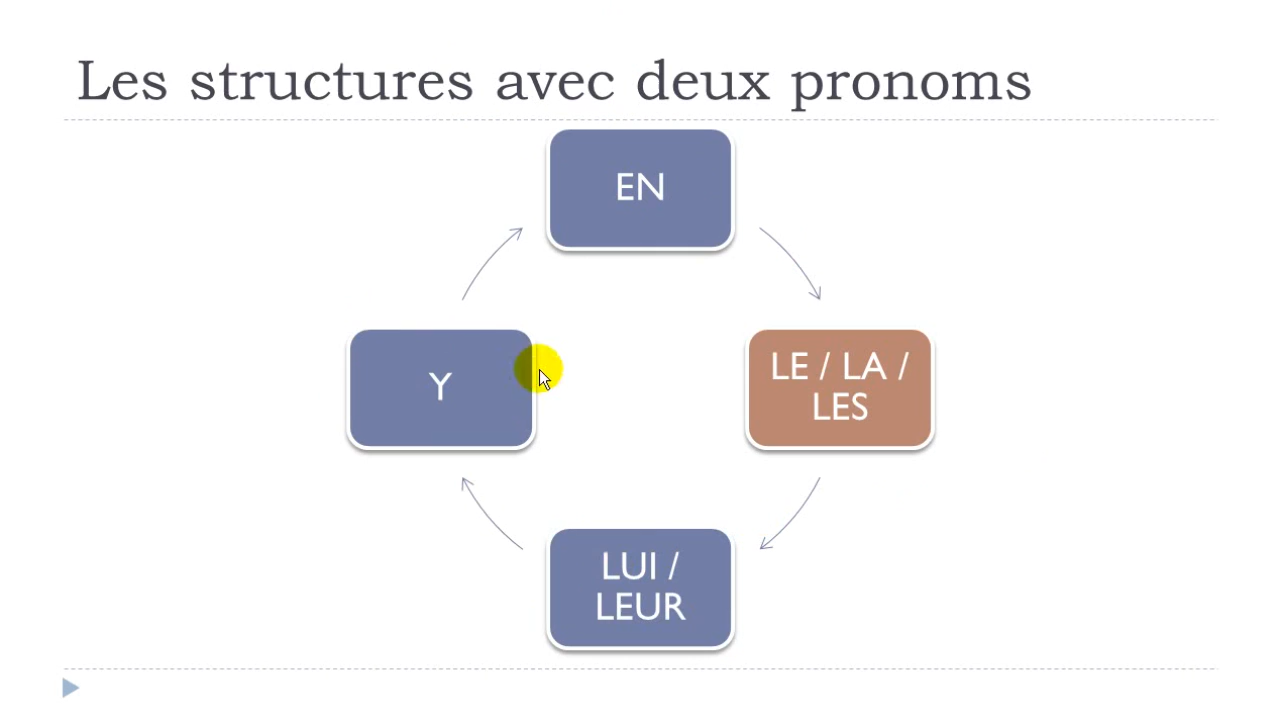 Les structures avec deux pronoms
EN
Y
LE / LA /
LES
LUI /
LEUR